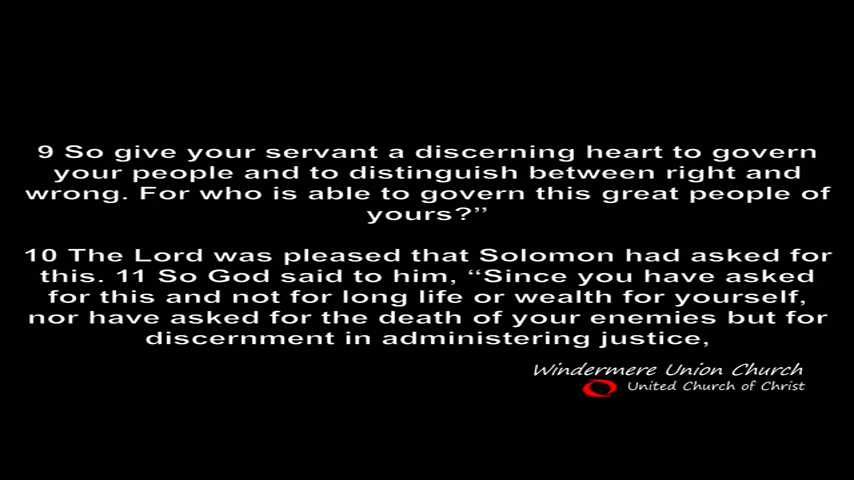 9 So give your servant a discerning heart to govern
your people and to distinguish between right and
wrong. For who is able to govern this great people of
yours?”
10 The Lord was pleased that Solomon had asked for
this. 11 So God said to him, “Since you have asked
for this and not for long life or wealth for yourself,
nor have asked for the death of your enemies but for
discernment in administering justice,
Windermere Union Church
United Church of Christ